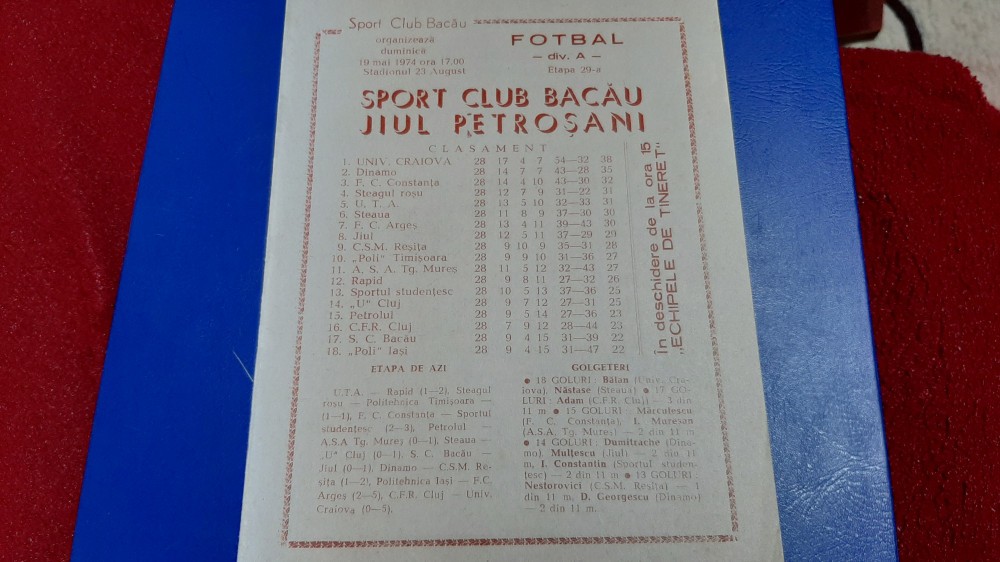 Sport Club Bacău
organizează
duminică
19 mai 1974 ora 17.00
Stadionul 23 August
FOTBAL
— div. A —
Etapa 29-a
SPORT CLUB BACĂU
JIUL PETROȘANI
CLASAMENT
1. UNIV. CRAIOVA 28 17 4 7 54—32 38
2. Dinamo 28 14 7 7 43—28 35
3. F. C. Constanța 28 14 4 10 43—30 32
4. Steagul roșu 28 12 7 9 31—22 31
5. U. T. A. 28 13 5 10 32—33 31
6. Steaua 28 11 8 9 37—30 30
7. F. C. Argeș 28 13 4 11 39—43 30
8. Jiul 28 12 5 11 37—29 29
9. C.S.M. Reșița 28 9 10 9 35—31 28
10. „Poli" Timișoara 28 9 9 10 31—36 27
11. A. S. A. Tg. Mureș 28 11 5 12 32—43 27
12. Rapid 28 9 8 11 27—32 26
13. Sportul studențesc 28 10 5 13 37—36 25
14. „U" Cluj 28 9 7 12 27—31 25
15. Petrolul 28 9 5 14 27—36 23
16. C.F.R. Cluj 28 7 9 12 28—44 23
17. S. C. Bacău 28 9 4 15 31—39 22
18. „Poli" Iași 28 9 4 15 31—47 22
În deschidere de la ora 15
„ECHIPELE DE TINERET"
ETAPA DE AZI
U.T.A. — Rapid (1—2), Steagul
roșu — Politehnica Timișoara —
(1—1), F. C. Constanța — Sportul
studențesc (2—3), Petrolul —
A.S.A Tg. Mureș (0—1), Steaua —
„U" Cluj (0—1), S. C. Bacău —
Jiul (0—1), Dinamo — C.S.M. Re-
șița (1—2), Politehnica Iași — F.C.
Argeș (2—5), C.F.R. Cluj — Univ.
Craiova (0—5).
GOLGETERI
● 18 GOLURI : Bălan (Univ. Cra-
iova), Năstase (Steaua) ● 17 GO-
LURI : Adam (C.F.R. Cluj) — 3 din
11 m ● 15 GOLURI : Mărculescu
(F. C. Constanța), I. Mureșan
(A.S.A. Tg. Mureș) — 2 din 11 m.
● 14 GOLURI : Dumitrache (Dina-
mo), Mulțescu (Jiul) — 2 din 11
m, I. Constantin (Sportul studen-
țesc) — 2 din 11 m ● 13 GOLURI :
Nestorovici (C.S.M. Reșița) — 1
din 11 m, D. Georgescu (Dinamo)
— 2 din 11 m.